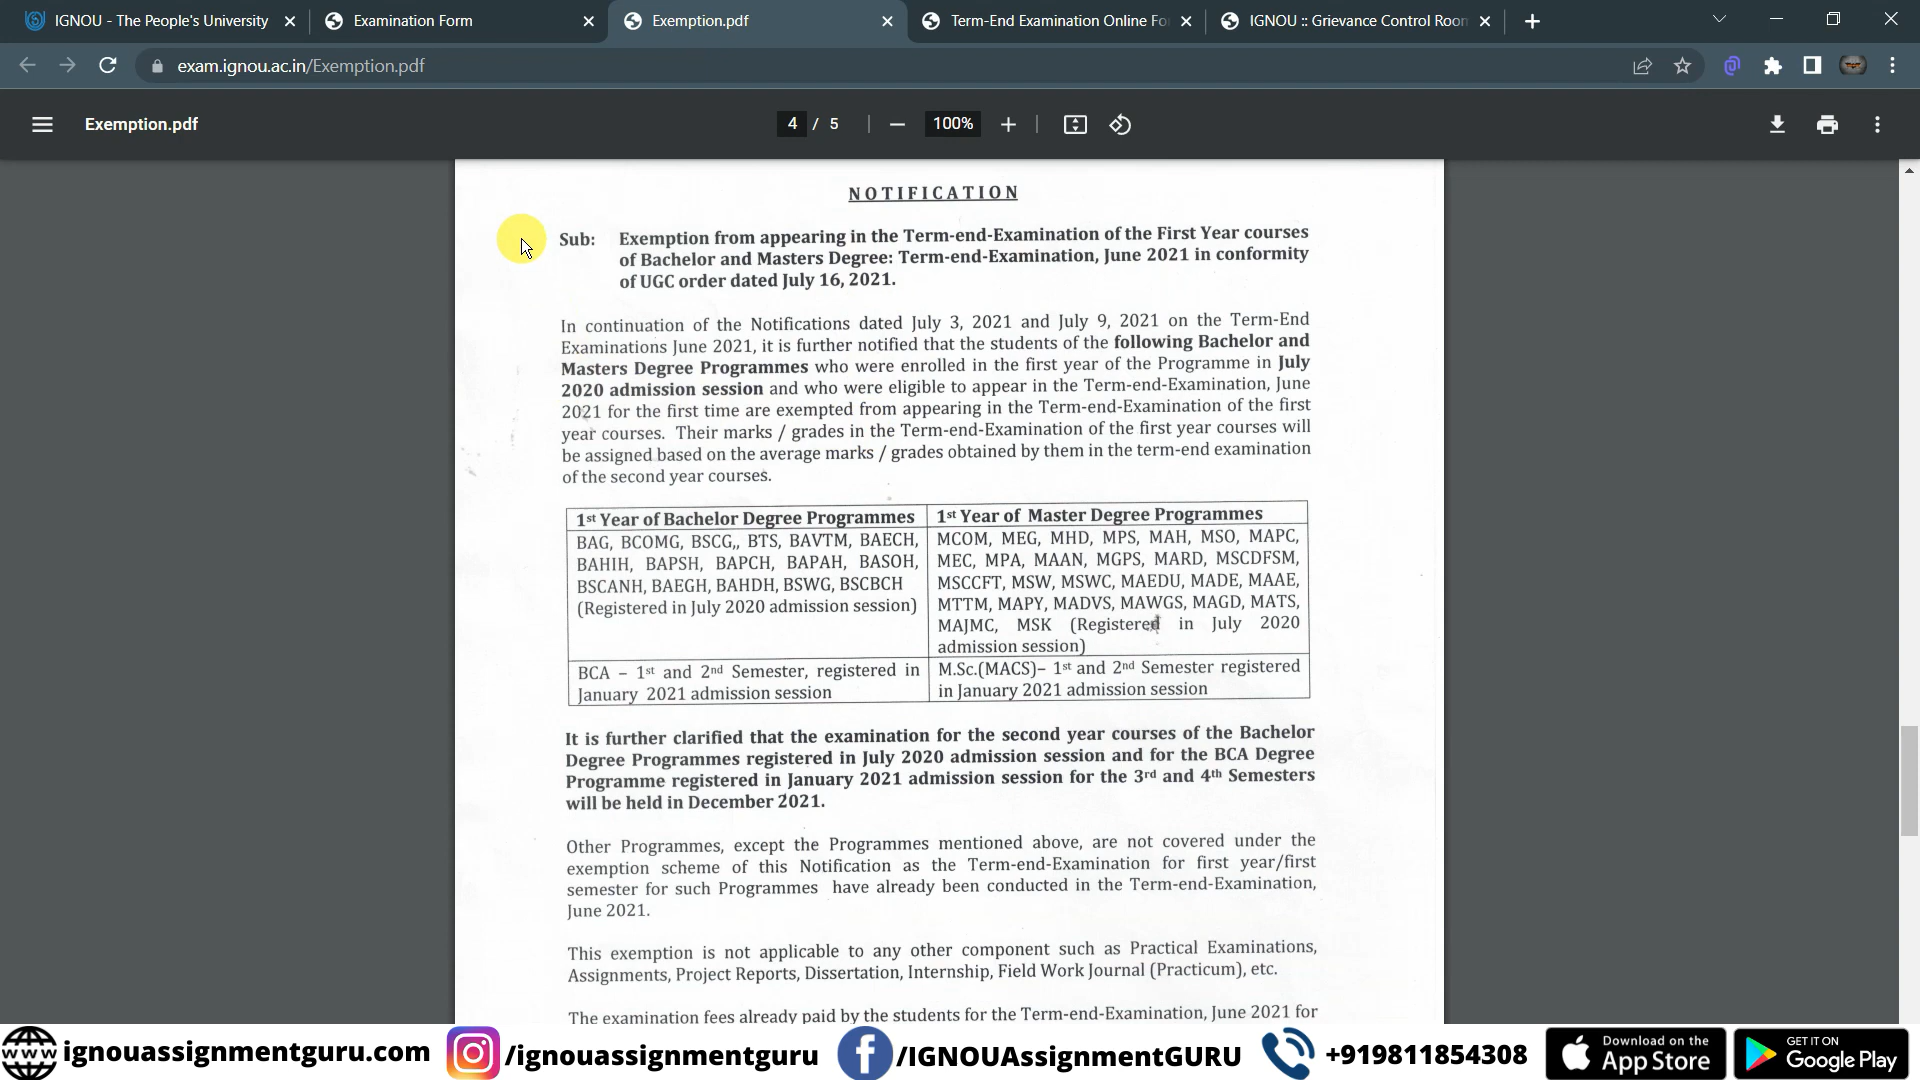 IGNOU - The People's University
Examination Form
Exemption.pdf
Term-End Examination Online Fo
IGNOU :: Grievance Control Roo
exam.ignou.ac.in/Exemption.pdf
Exemption.pdf
4 / 5
100%
NOTIFICATION
Sub: Exemption from appearing in the Term-end-Examination of the First Year courses
of Bachelor and Masters Degree: Term-end-Examination, June 2021 in conformity
of UGC order dated July 16, 2021.
In continuation of the Notifications dated July 3, 2021 and July 9, 2021 on the Term-End
Examinations June 2021, it is further notified that the students of the following Bachelor and
Masters Degree Programmes who were enrolled in the first year of the Programme in July
2020 admission session and who were eligible to appear in the Term-end-Examination, June
2021 for the first time are exempted from appearing in the Term-end-Examination of the first
year courses. Their marks / grades in the Term-end-Examination of the first year courses will
be assigned based on the average marks / grades obtained by them in the term-end examination
of the second year courses.
1st Year of Bachelor Degree Programmes
BAG, BCOMG, BSCG,, BTS, BAVTM, BAECH,
BAHIH, BAPSH, BAPCH, BAPAH, BASOH,
BSCANH, BAEGH, BAHDH, BSWG, BSCBCH
(Registered in July 2020 admission session)
1st Year of Master Degree Programmes
MCOM, MEG, MHD, MPS, MAH, MSO, MAPC,
MEC, MPA, MAAN, MGPS, MARD, MSCDFSM,
MSCCFT, MSW, MSWC, MAEDU, MADE, MAAE,
MTTM, MAPY, MADVS, MAWGS, MAGD, MATS,
MAJMC, MSK (Registered in July 2020
admission session)
BCA – 1st and 2nd Semester, registered in
January 2021 admission session
M.Sc.(MACS)– 1st and 2nd Semester registered
in January 2021 admission session
It is further clarified that the examination for the second year courses of the Bachelor
Degree Programmes registered in July 2020 admission session and for the BCA Degree
Programme registered in January 2021 admission session for the 3rd and 4th Semesters
will be held in December 2021.
Other Programmes, except the Programmes mentioned above, are not covered under the
exemption scheme of this Notification as the Term-end-Examination for first year/first
semester for such Programmes have already been conducted in the Term-end-Examination,
June 2021.
This exemption is not applicable to any other component such as Practical Examinations,
Assignments, Project Reports, Dissertation, Internship, Field Work Journal (Practicum), etc.
The examination fees already paid by the students for the Term-end-Examination, June 2021 for
www ignouassignmentguru.com /ignouassignmentguru /IGNOUAssignmentGURU +919811854308
Download on the
App Store
GET IT ON
Google Play